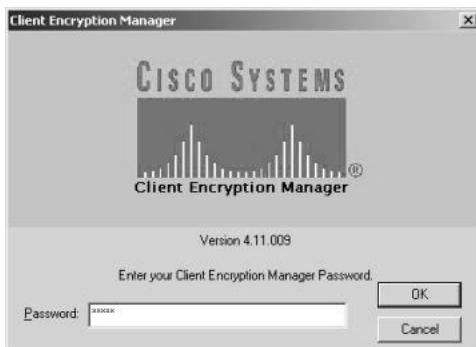 Client Encryption Manager
CISCO SYSTEMS
®
Client Encryption Manager
Version 4.11.009
Enter your Client Encryption Manager Password.
OK
Password: xxxxx
Cancel